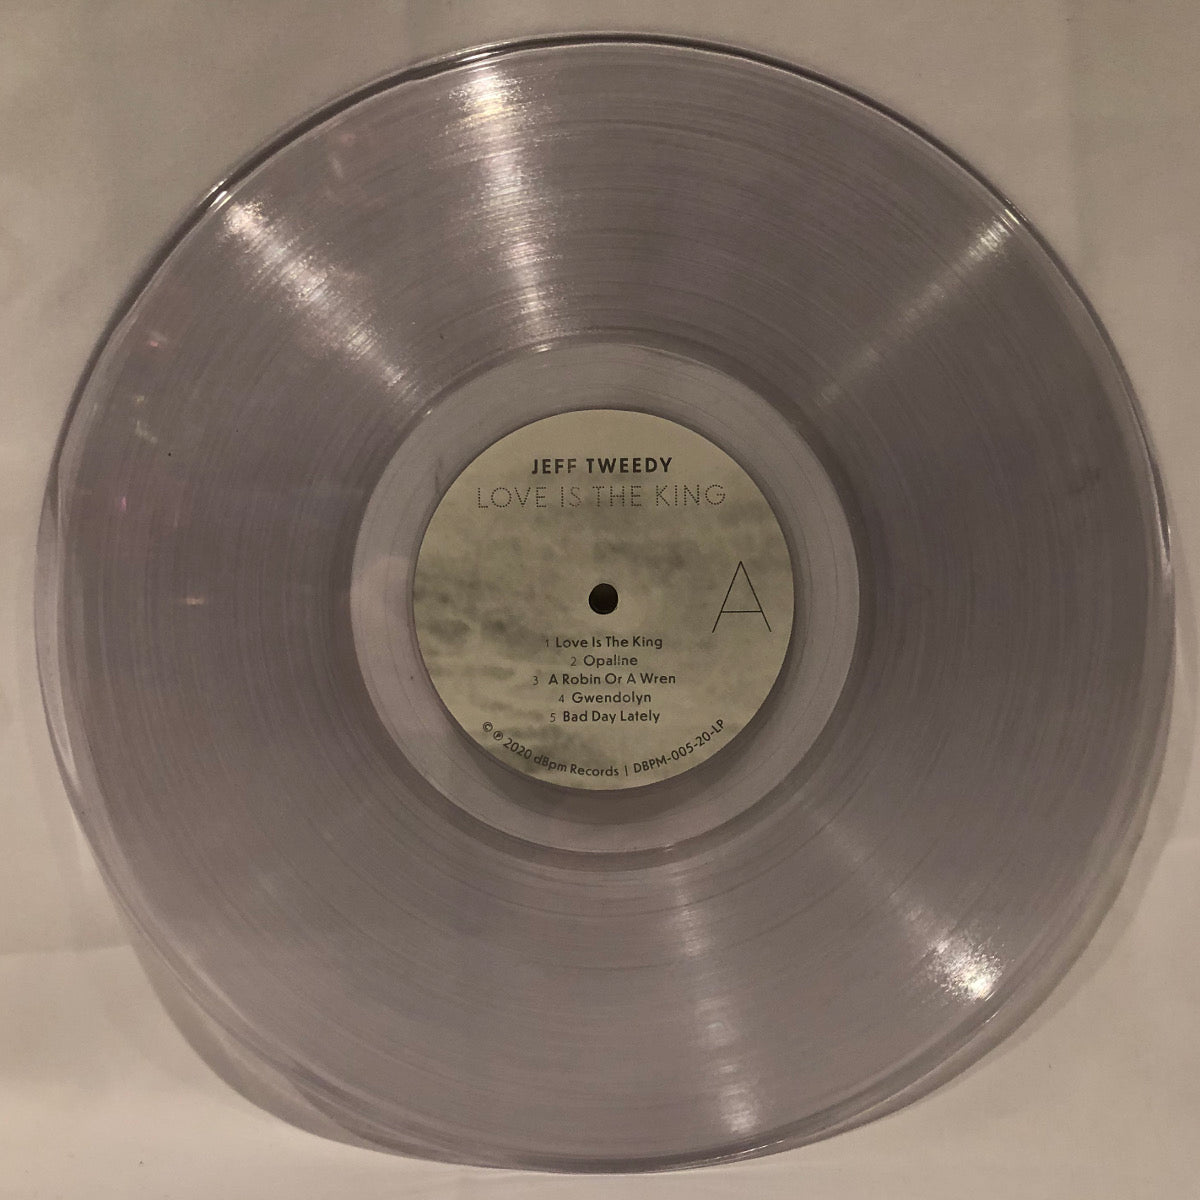 JEFF TWEEDY
LOVE IS THE KING
A
1 Love Is The King
2 Opaline
3 A Robin Or A Wren
4 Gwendolyn
5 Bad Day Lately
© ℗ 2020 dBpm Records | DBPM-005-20-LP